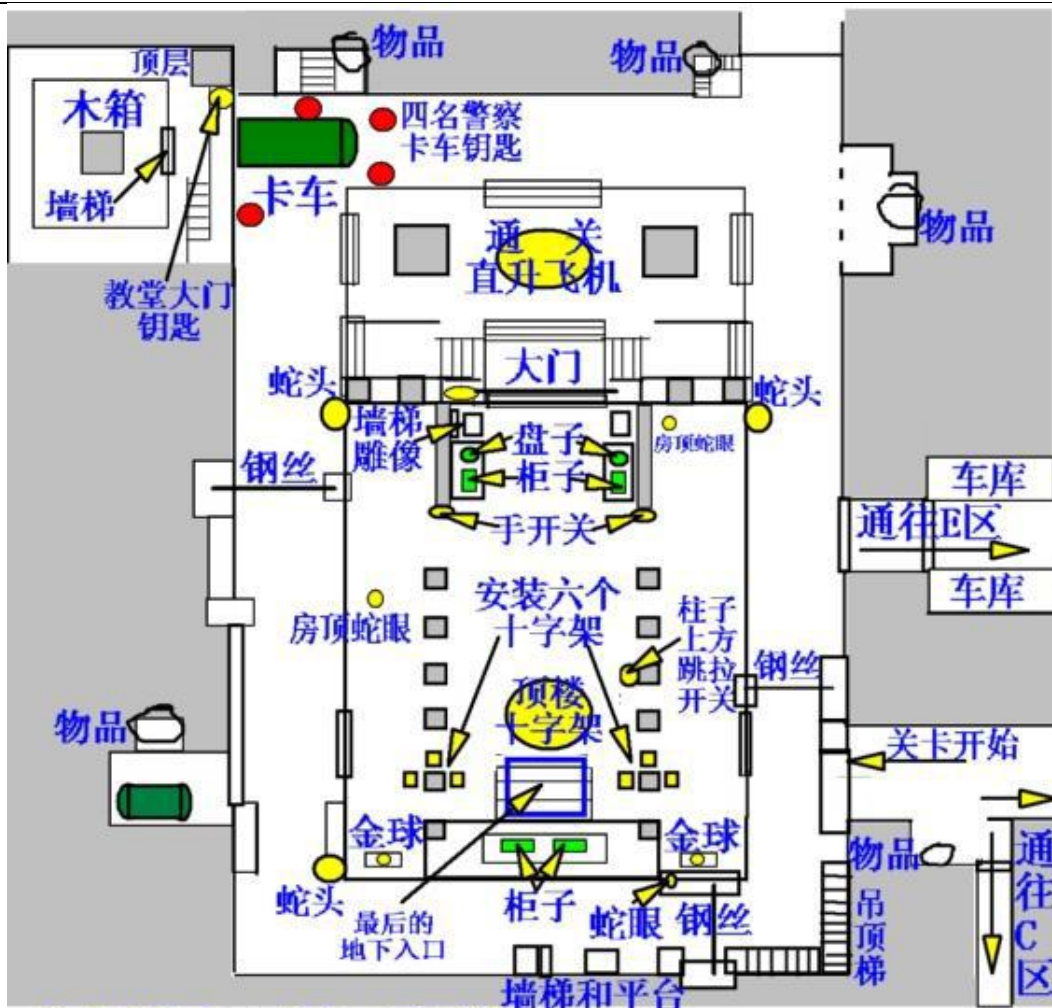 物品
顶层
物品
木箱
四名警察
卡车钥匙
墙梯
卡车
物品
通 关
直升飞机
教堂大门
钥匙
大门
蛇头
蛇头
墙梯
雕像
盘子
房顶蛇眼
钢丝
柜子
车库
手开关
通往E区
车库
安装六个
十字架
柱子
上方
跳拉
开关
房顶蛇眼
钢丝
顶楼
十字架
物品
关卡开始
金球
金球
物品
通
往
C
区
蛇头
柜子
蛇眼
钢丝
吊
顶
梯
最后的
地下入口
墙梯和平台